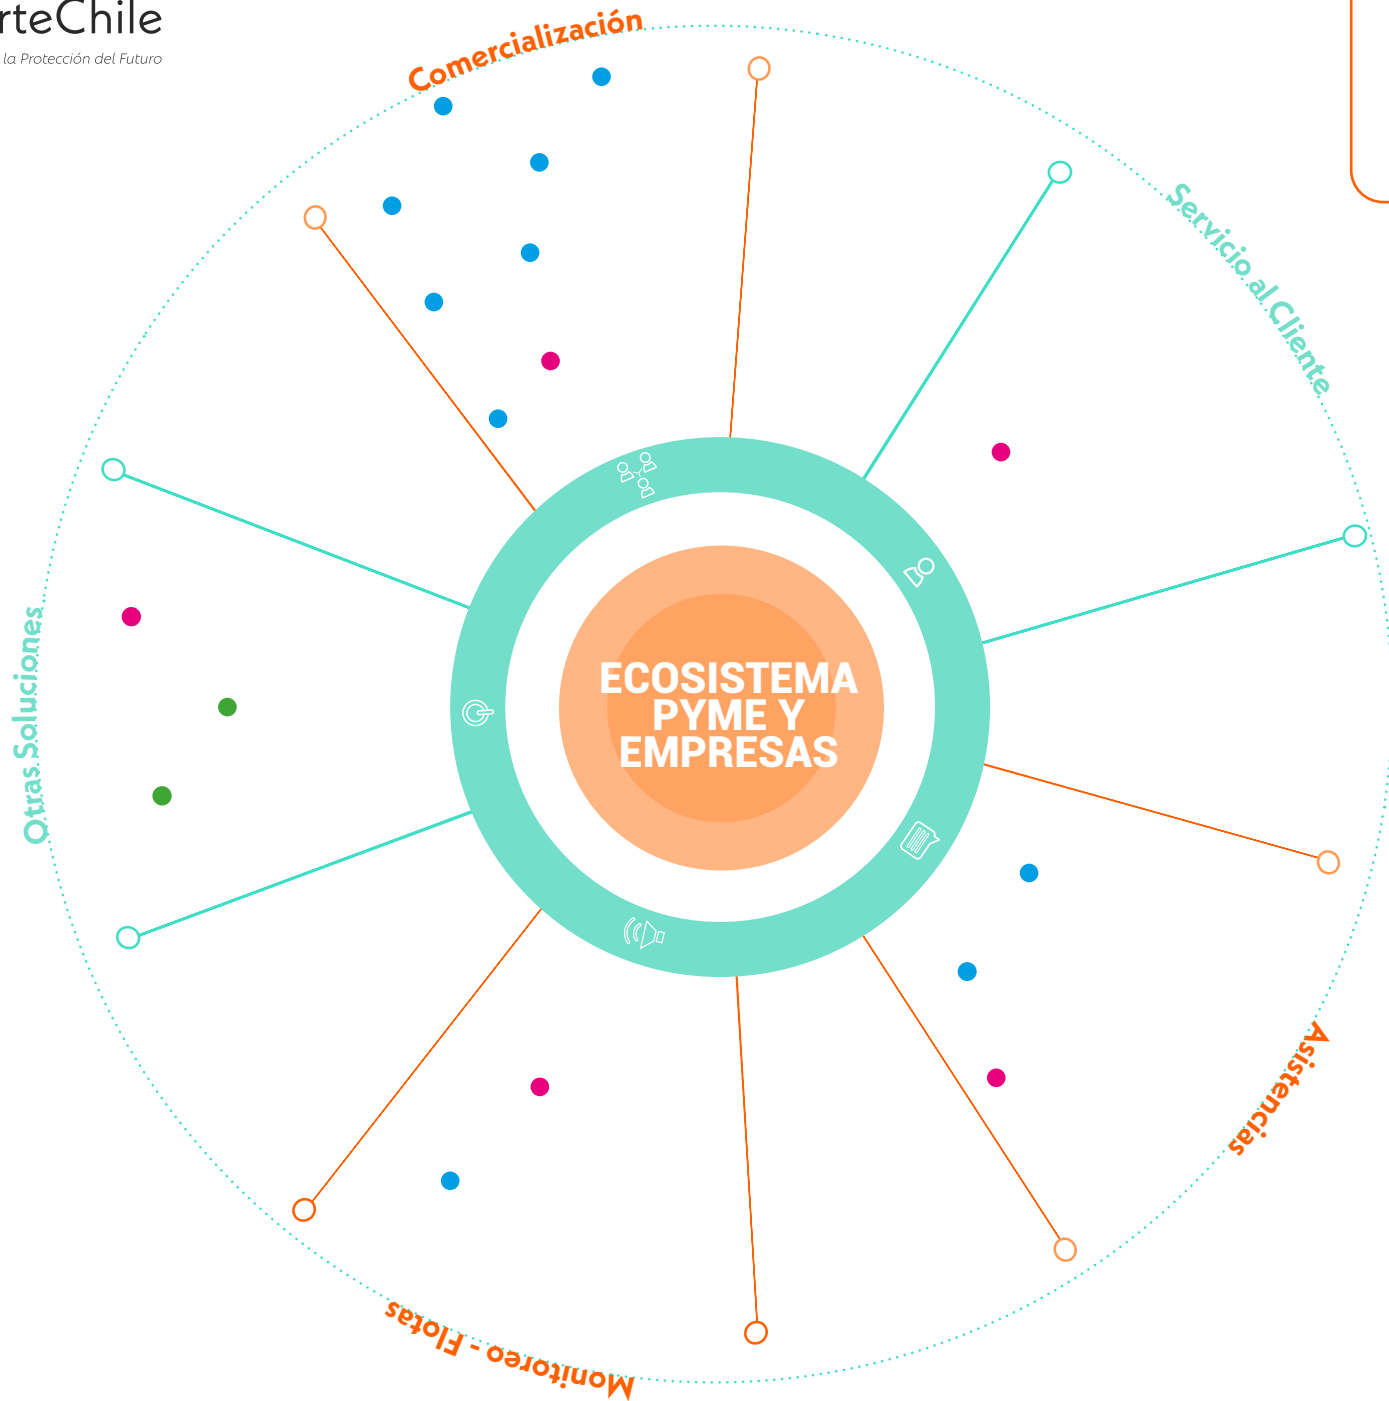 rteChile
la Protección del Futuro
Comercialización
Servicio al Cliente
Otras Soluciones
ECOSISTEMA
PYME Y
EMPRESAS
Asistencias
Monitoreo - Flotas